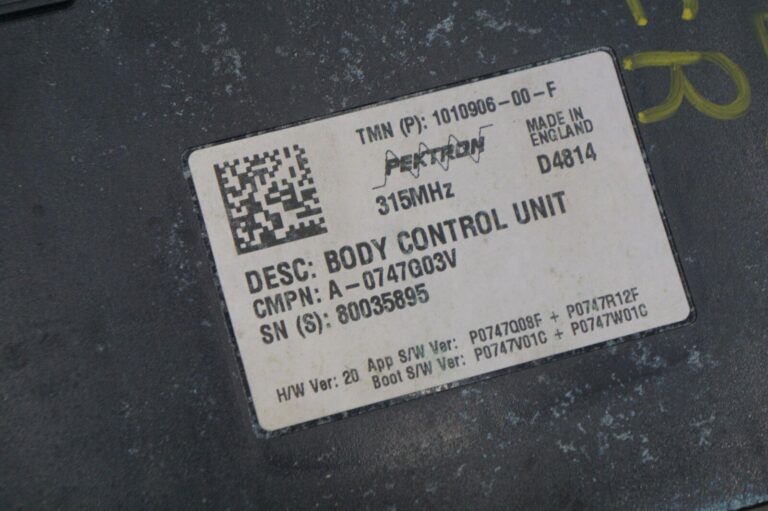 TMN (P): 1010906-00-F
PEKTRON
MADE IN
ENGLAND
315MHz
D4814
DESC: BODY CONTROL UNIT
CMPN: A-0747G03V
SN (S): 80035895
H/W Ver: 20 App S/W Ver: P0747Q08F + P0747R12F
Boot S/W Ver: P0747V01C + P0747W01C
R